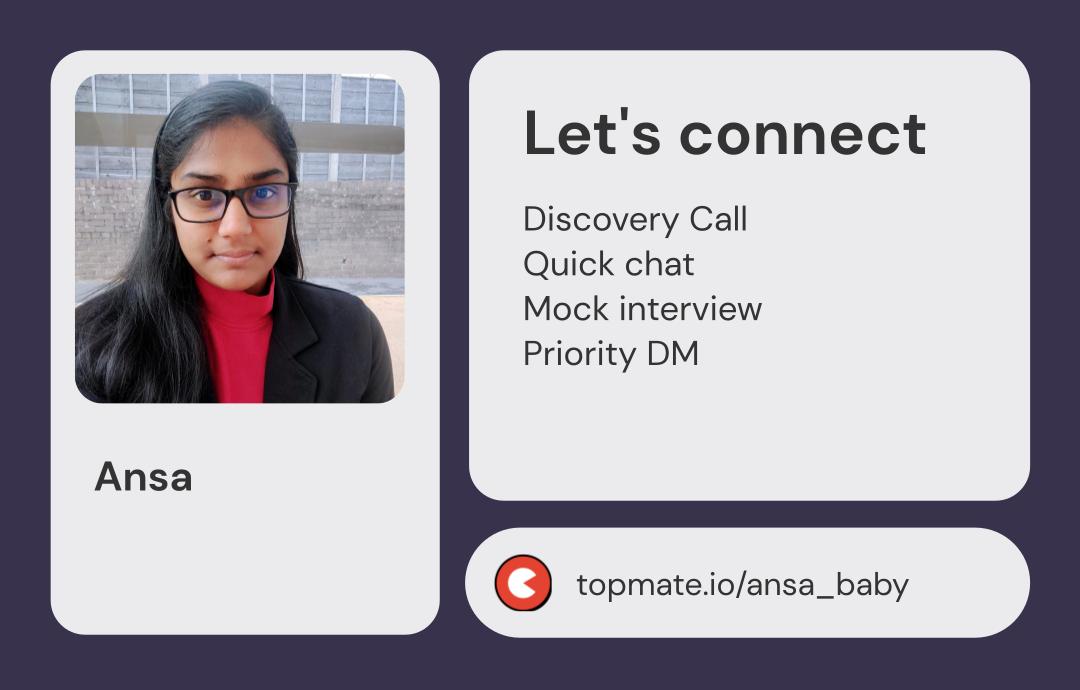 Ansa
Let's connect
Discovery Call
Quick chat
Mock interview
Priority DM
topmate.io/ansa_baby